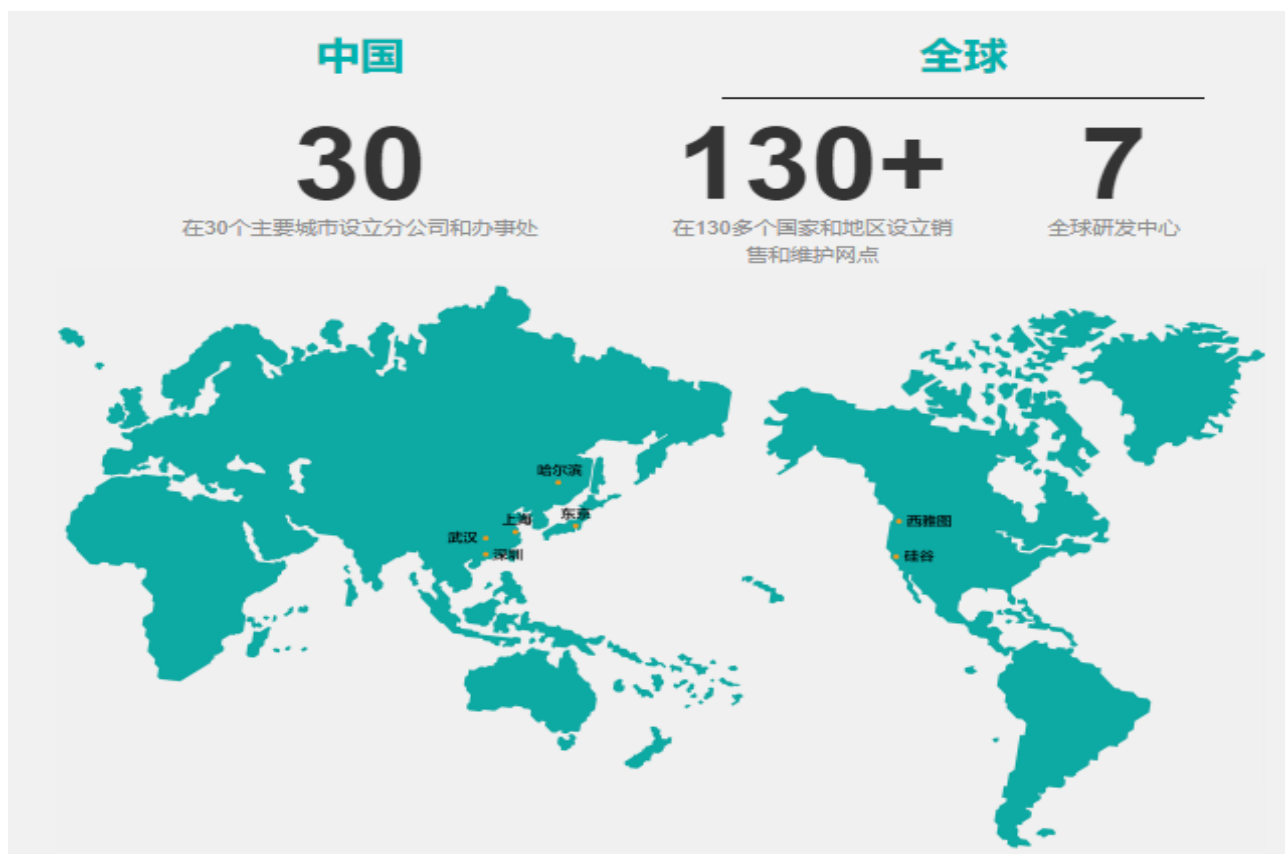 中国
全球
30
130+
7
在30个主要城市设立分公司和办事处
在130多个国家和地区设立销
售和维护网点
全球研发中心
哈尔滨
上海
东京
武汉
深圳
西雅图
硅谷